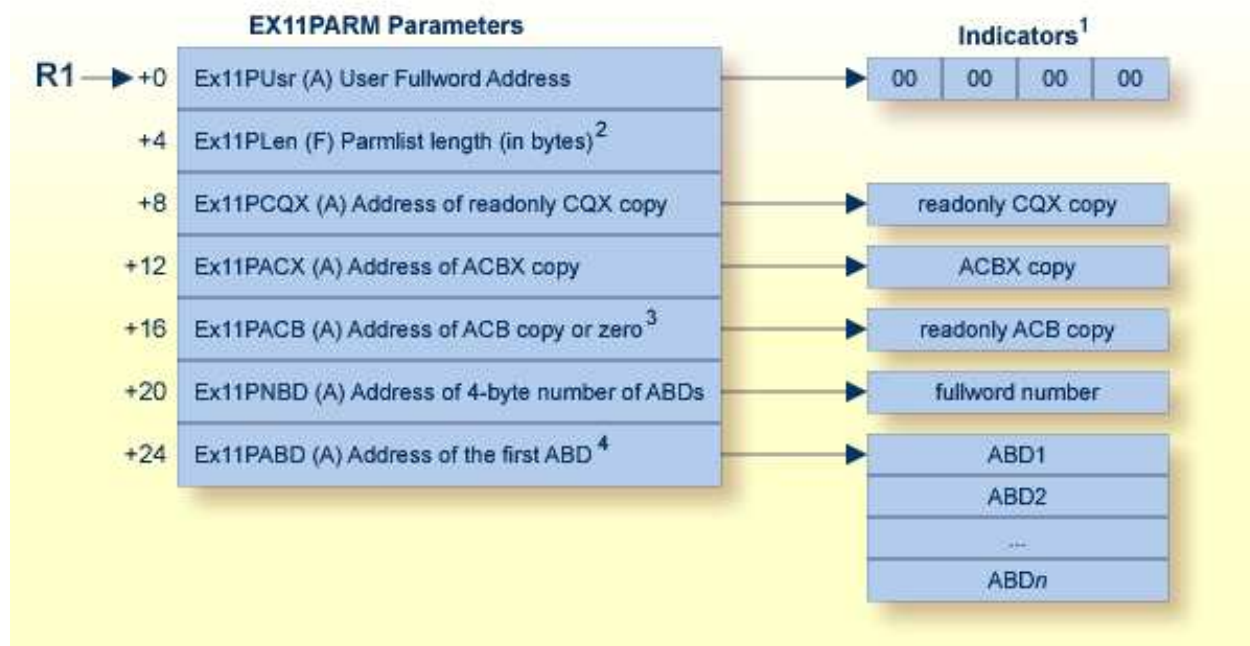 EX11PARM Parameters
Indicators1
R1 +0 Ex11PUsr (A) User Fullword Address 00 00 00 00
+4 Ex11PLen (F) Parmlist length (in bytes)2
+8 Ex11PCQX (A) Address of readonly CQX copy readonly CQX copy
+12 Ex11PACX (A) Address of ACBX copy ACBX copy
+16 Ex11PACB (A) Address of ACB copy or zero3 readonly ACB copy
+20 Ex11PNBD (A) Address of 4-byte number of ABDs fullword number
+24 Ex11PABD (A) Address of the first ABD4 ABD1
ABD2
...
ABDn